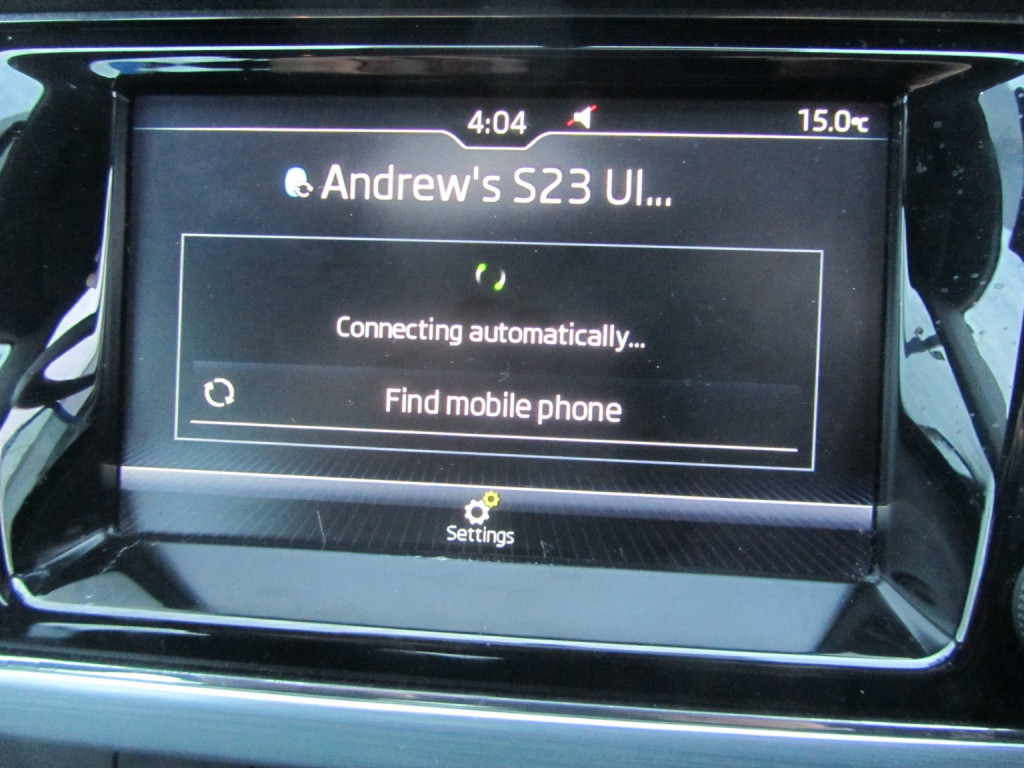 4:04 15.0°C
Andrew's S23 Ul...
Connecting automatically...
Find mobile phone
Settings